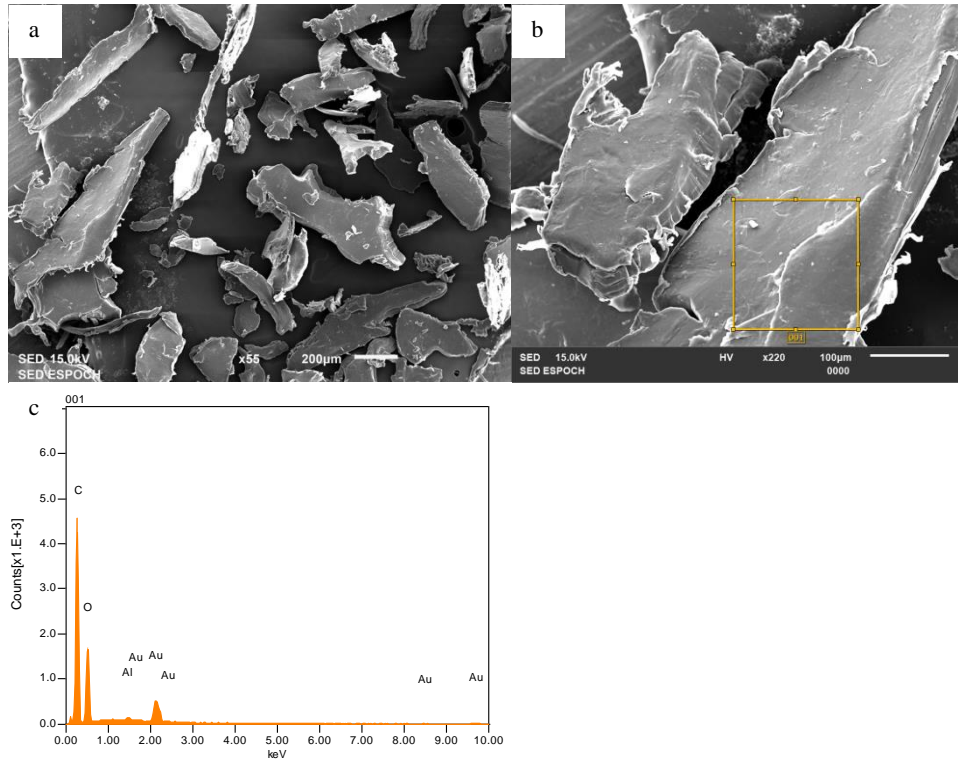 a
SED 15.0kV x55 200μm
SED ESPOCH
b
001
SED 15.0kV HV x220 100μm
SED ESPOCH 0000
c
001
Counts[x1.E+3]
6.0
5.0
4.0
3.0
2.0
1.0
0.0
C
O
Au Au
Al Au
Au Au
0.00 1.00 2.00 3.00 4.00 5.00 6.00 7.00 8.00 9.00 10.00
keV